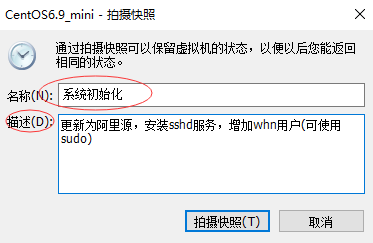 CentOS6.9_mini - 拍摄快照
通过拍摄快照可以保留虚拟机的状态，以便以后您能返回
相同的状态。
名称(N): 系统初始化
描述(D):
更新为阿里源，安装sshd服务，增加whn用户(可使用
sudo)
拍摄快照(T) 取消